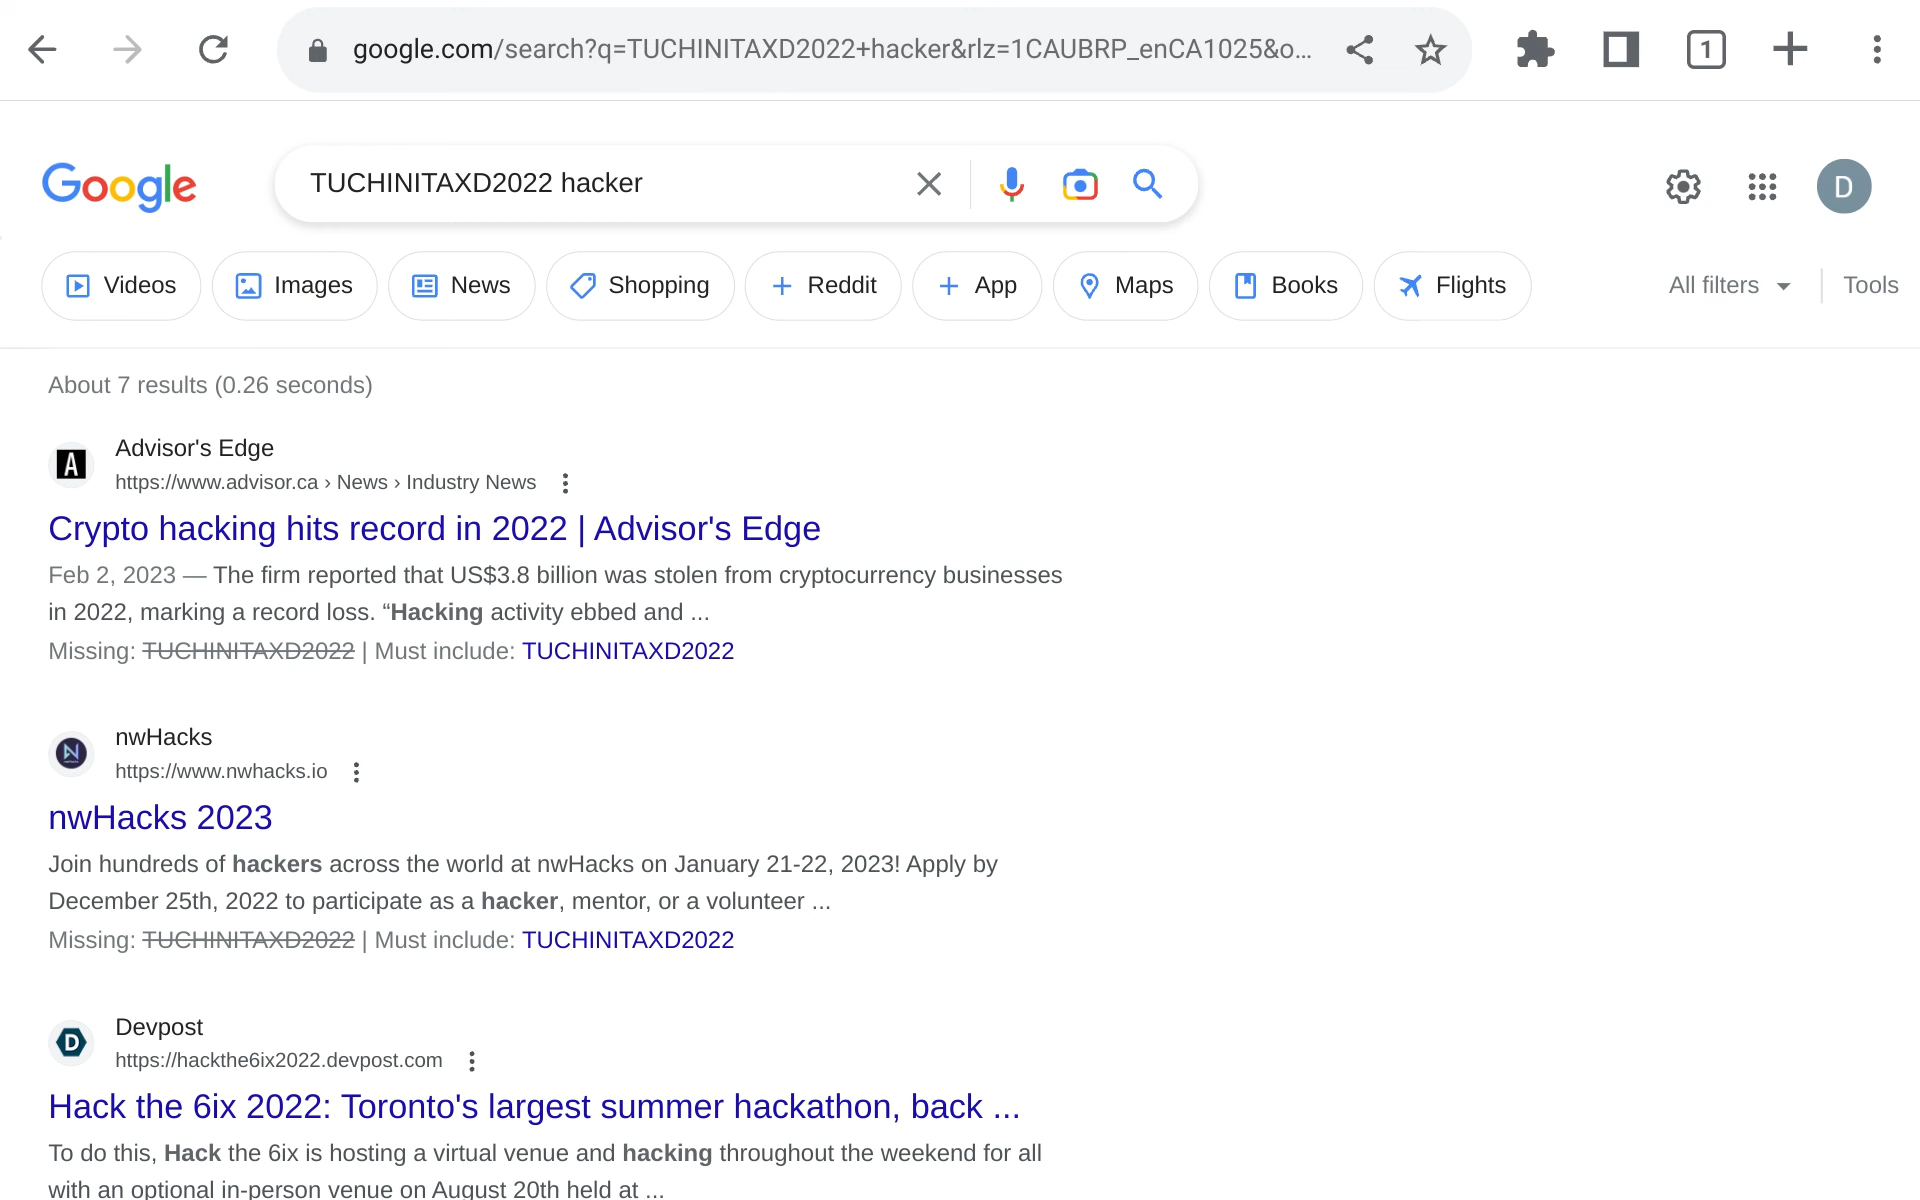 google.com/search?q=TUCHINITAXD2022+hacker&rlz=1CAUBRP_enCA1025&o...
1
Google
TUCHINITAXD2022 hacker
D
Videos
Images
News
Shopping
Reddit
App
Maps
Books
Flights
All filters
Tools
About 7 results (0.26 seconds)
A
Advisor's Edge
https://www.advisor.ca › News › Industry News
Crypto hacking hits record in 2022 | Advisor's Edge
Feb 2, 2023 — The firm reported that US$3.8 billion was stolen from cryptocurrency businesses
in 2022, marking a record loss. “Hacking activity ebbed and ...
Missing: TUCHINITAXD2022 | Must include: TUCHINITAXD2022
N
nwHacks
https://www.nwhacks.io
nwHacks 2023
Join hundreds of hackers across the world at nwHacks on January 21-22, 2023! Apply by
December 25th, 2022 to participate as a hacker, mentor, or a volunteer ...
Missing: TUCHINITAXD2022 | Must include: TUCHINITAXD2022
D
Devpost
https://hackthe6ix2022.devpost.com
Hack the 6ix 2022: Toronto's largest summer hackathon, back ...
To do this, Hack the 6ix is hosting a virtual venue and hacking throughout the weekend for all
with an optional in-person venue on August 20th held at ...